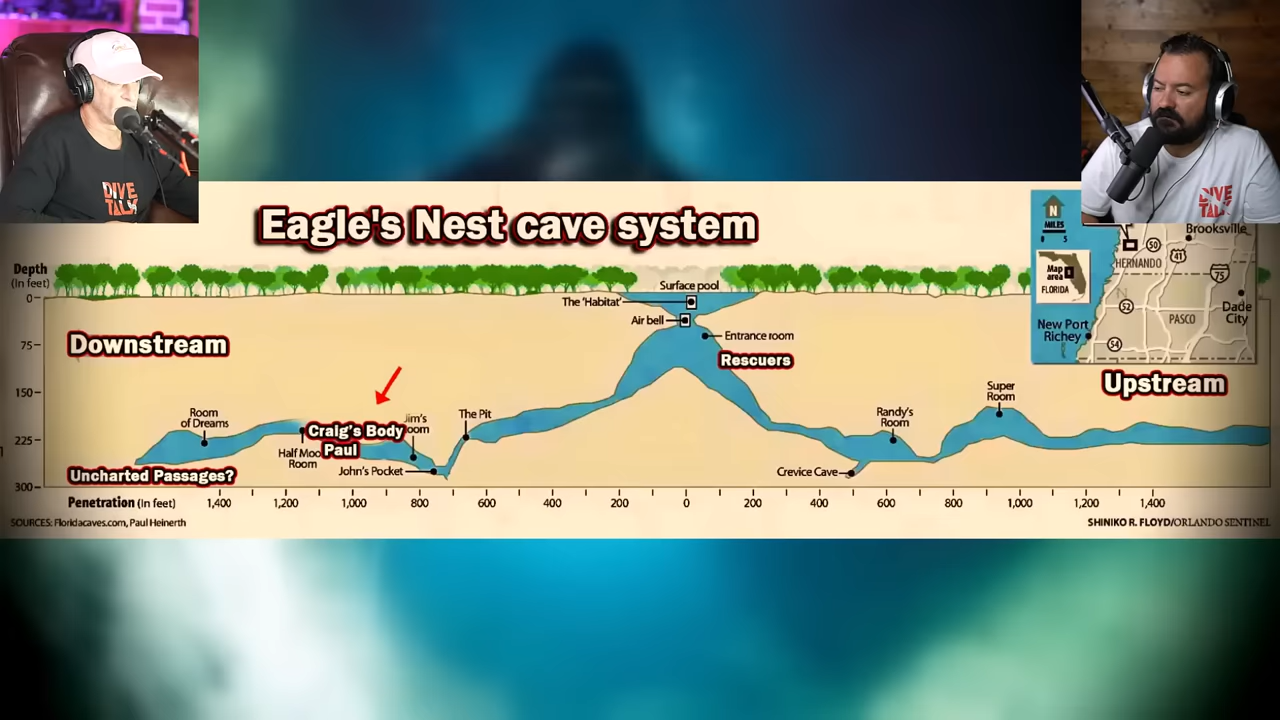 DIVE
TALK
DIVE
TALK
Eagle's Nest cave system
N
MILES
0 5
Map
area
FLORIDA
Brooksville
HERNANDO
50
41
75
52
PASCO
Dade
City
New Port
Richey
54
Depth
(In feet)
0
75
150
225
300
Surface pool
The 'Habitat'
Air bell
Entrance room
Rescuers
Downstream
Upstream
Room
of Dreams
Craig's Body
Paul
Half Moo
Room
Jim's
oom
The Pit
John's Pocket
Uncharted Passages?
Randy's
Room
Super
Room
Crevice Cave
Penetration (In feet)
1,400 1,200 1,000 800 600 400 200 0 200 400 600 800 1,000 1,200 1,400
SOURCES: Floridacaves.com, Paul Heinerth
SHINIKO R. FLOYD/ORLANDO SENTINEL